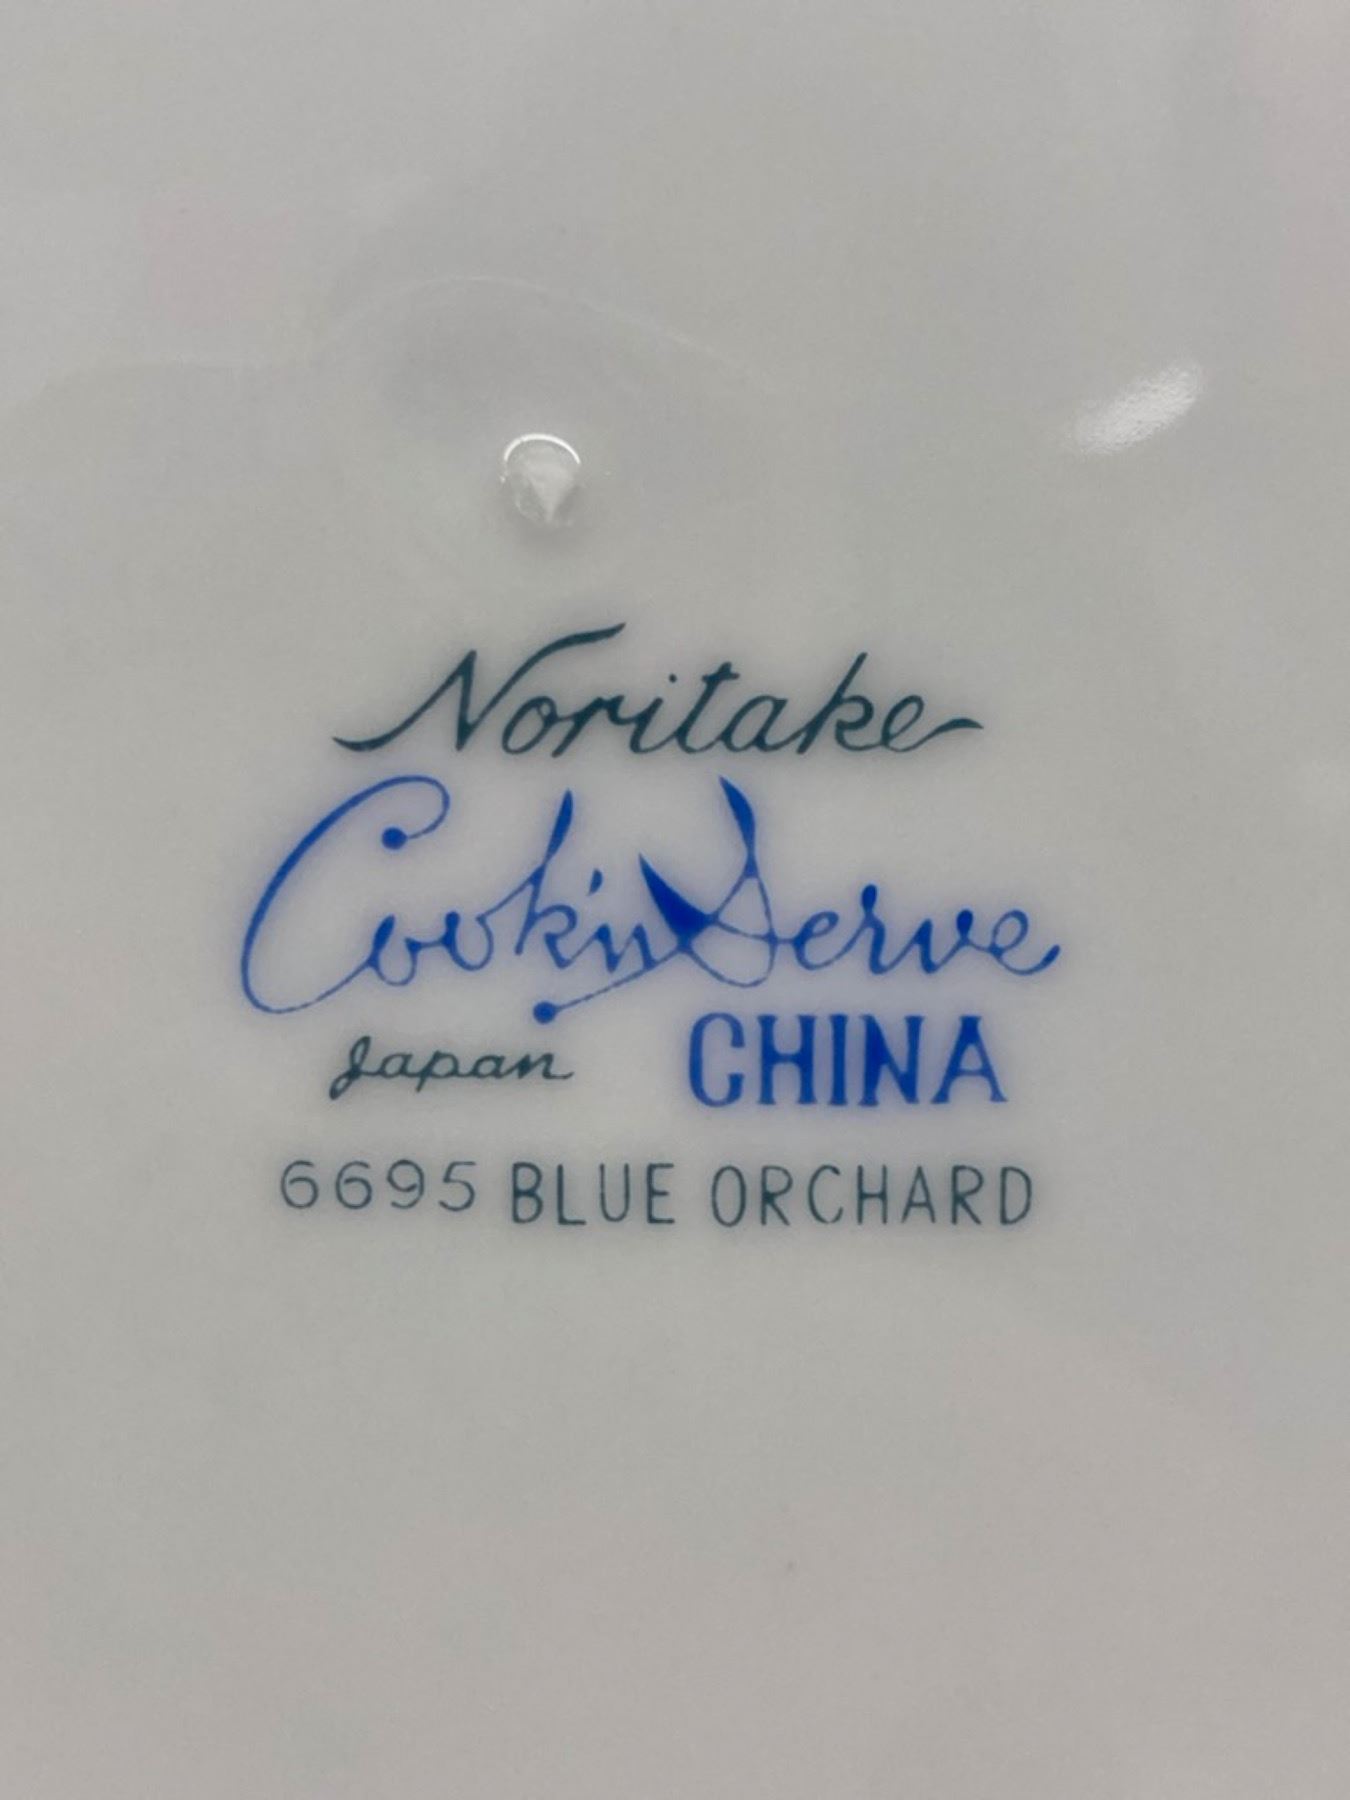 Noritake
Cook'n Serve
Japan CHINA
6695 BLUE ORCHARD